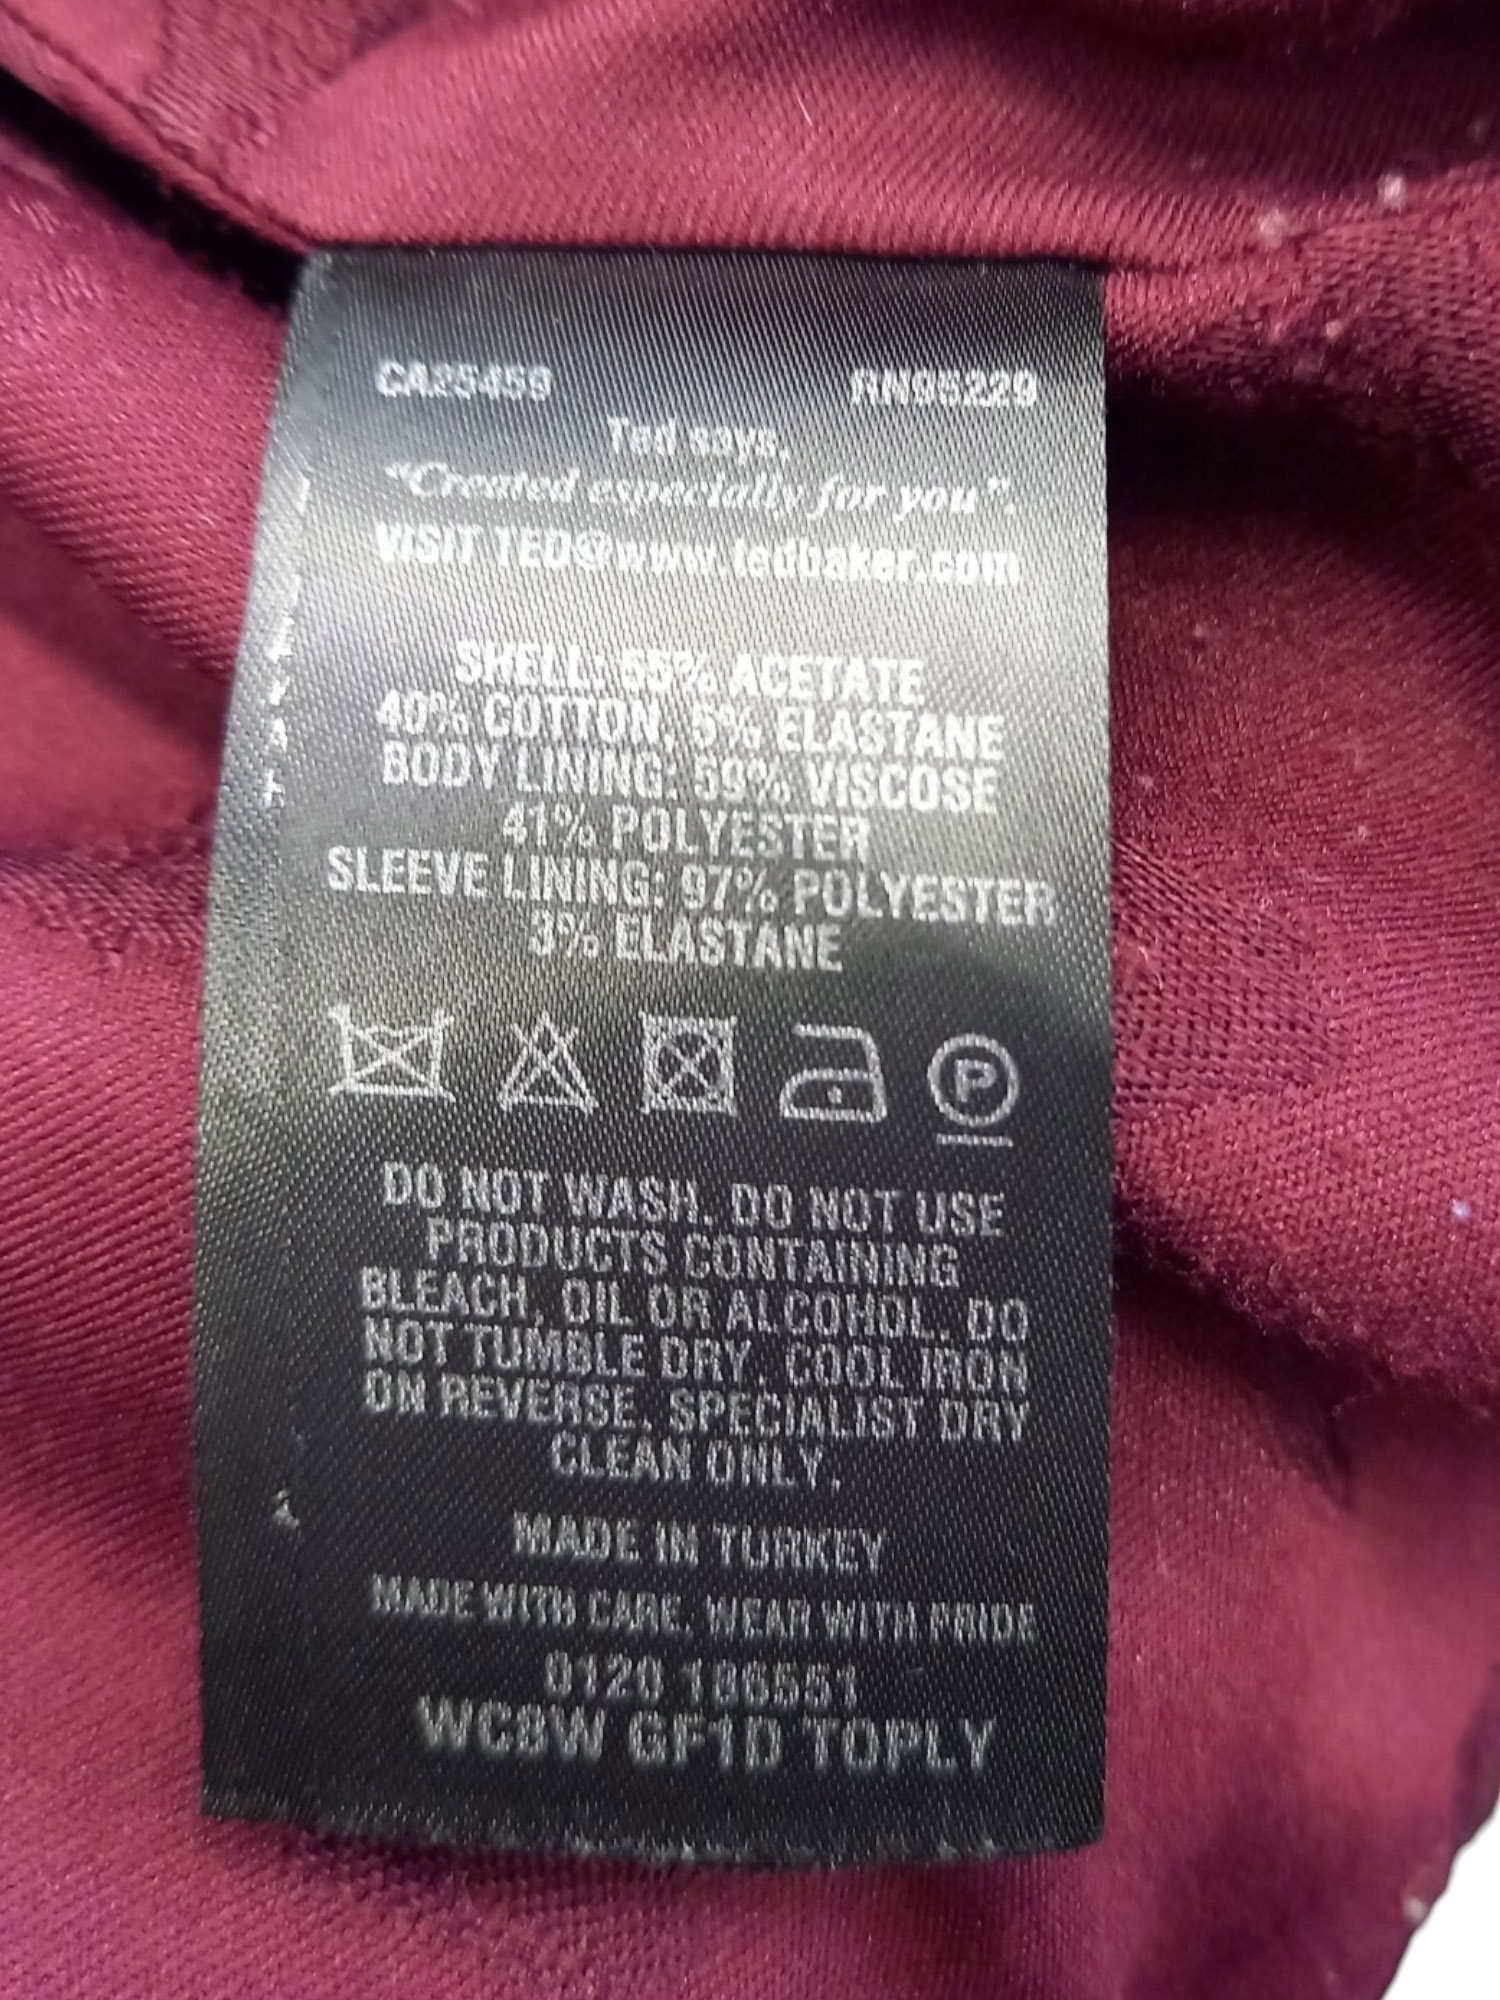 CA25459 RN95229
Ted says,
"Created especially for you".
VISIT TED@www.tedbaker.com
SHELL: 55% ACETATE
40% COTTON, 5% ELASTANE
BODY LINING: 59% VISCOSE
41% POLYESTER
SLEEVE LINING: 97% POLYESTER
3% ELASTANE
P
DO NOT WASH. DO NOT USE
PRODUCTS CONTAINING
BLEACH, OIL OR ALCOHOL. DO
NOT TUMBLE DRY. COOL IRON
ON REVERSE. SPECIALIST DRY
CLEAN ONLY.
MADE IN TURKEY
MADE WITH CARE. WEAR WITH PRIDE
0120 186551
WC8W GF1D TOPLY